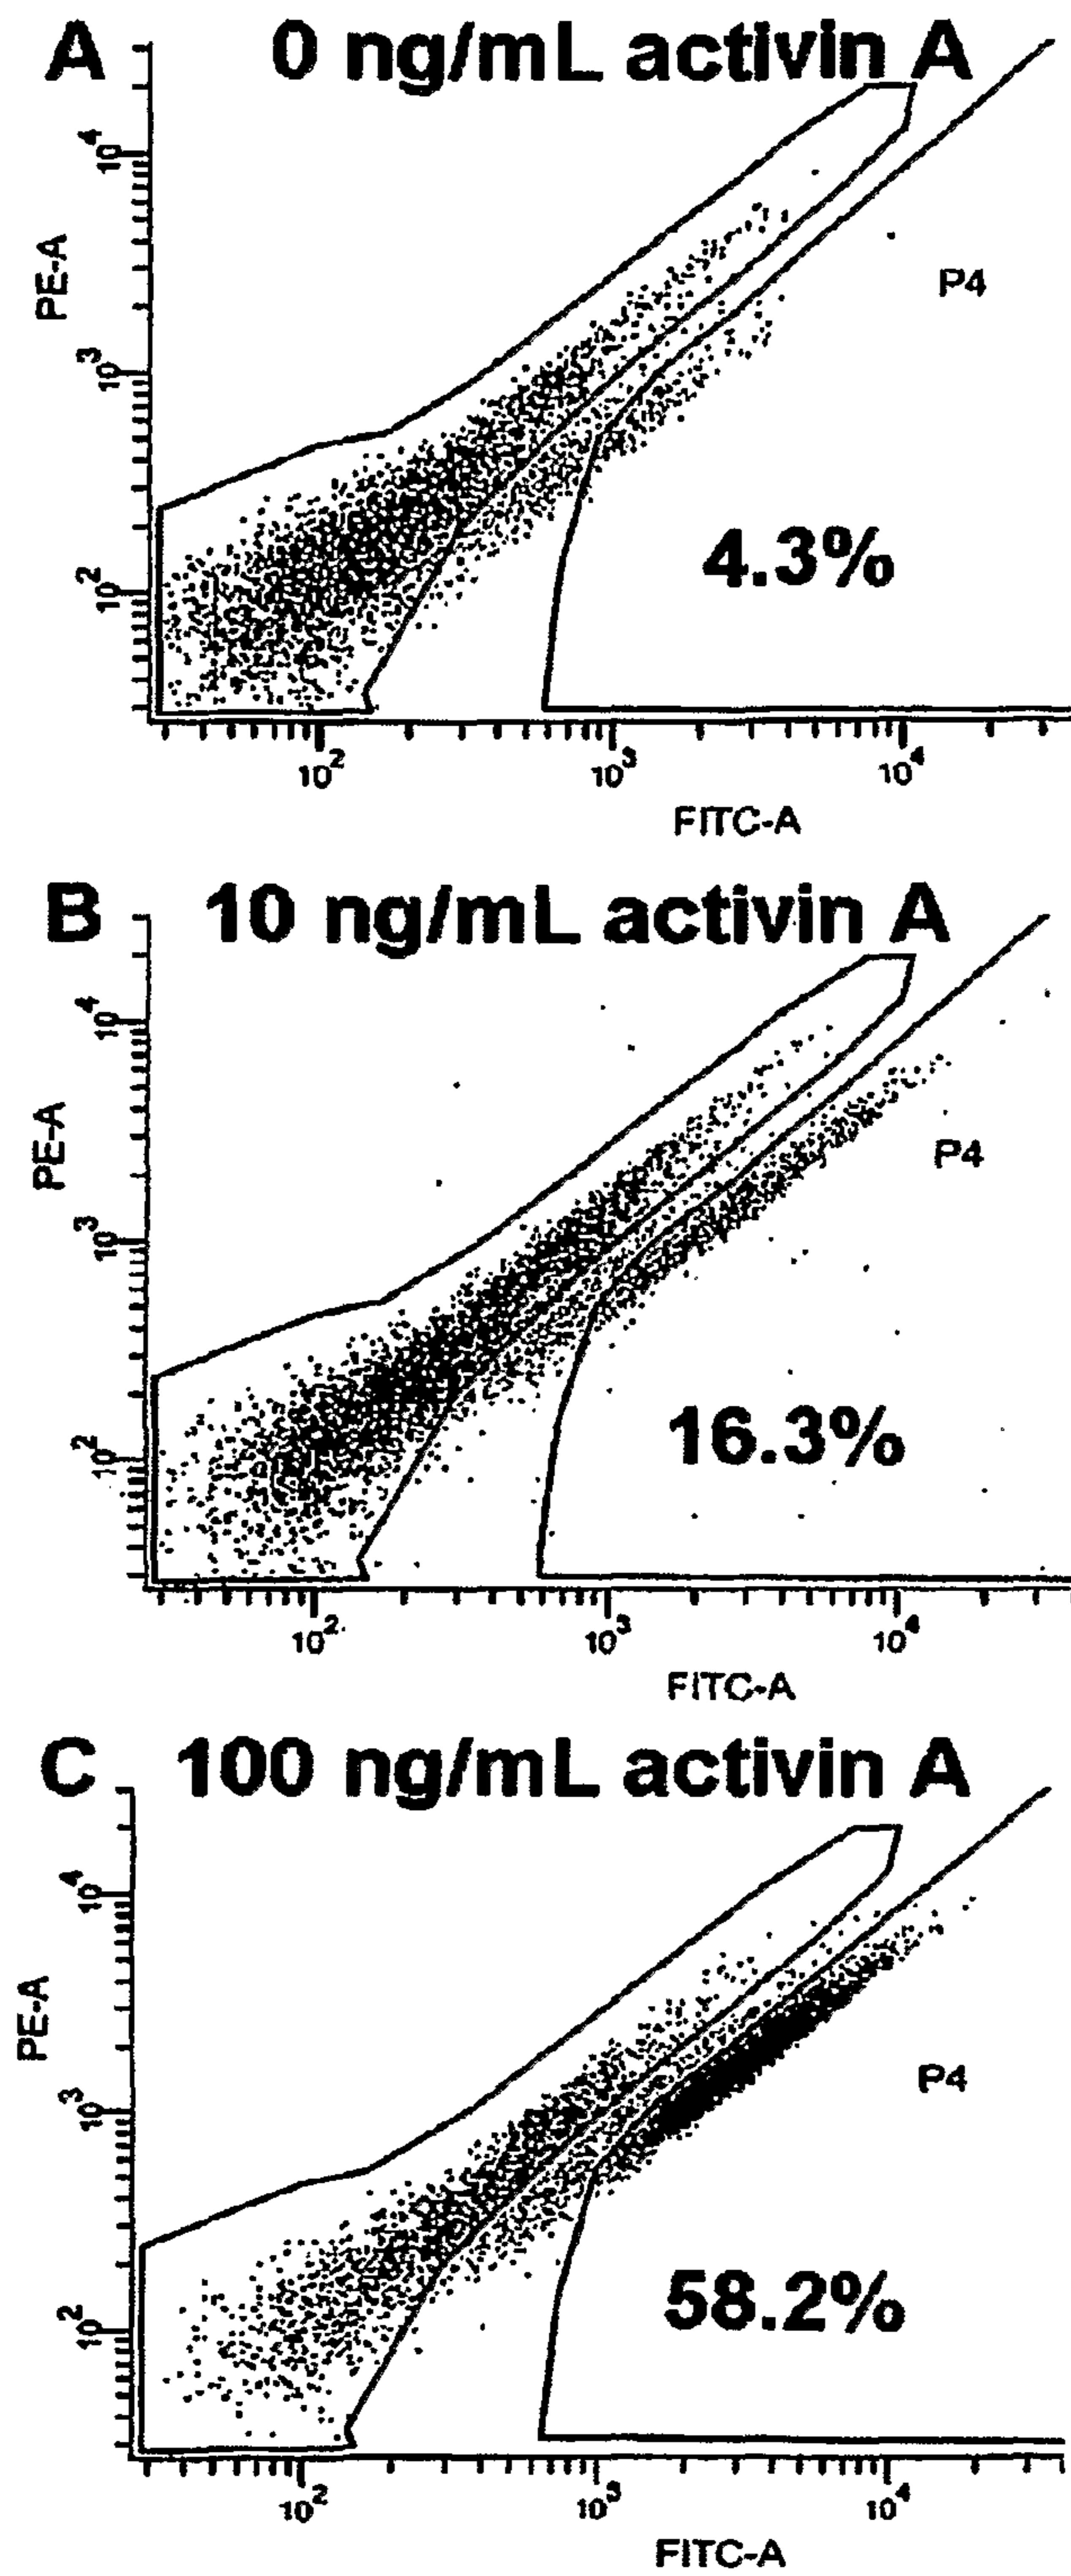 A 0 ng/mL activin A
10⁴
PE-A
P4
10³
4.3%
10²
10² 10³ 10⁴
FITC-A
B 10 ng/mL activin A
10⁴
PE-A
P4
10³
16.3%
10²
10² 10³ 10⁴
FITC-A
C 100 ng/mL activin A
10⁴
PE-A
P4
10³
58.2%
10²
10² 10³ 10⁴
FITC-A